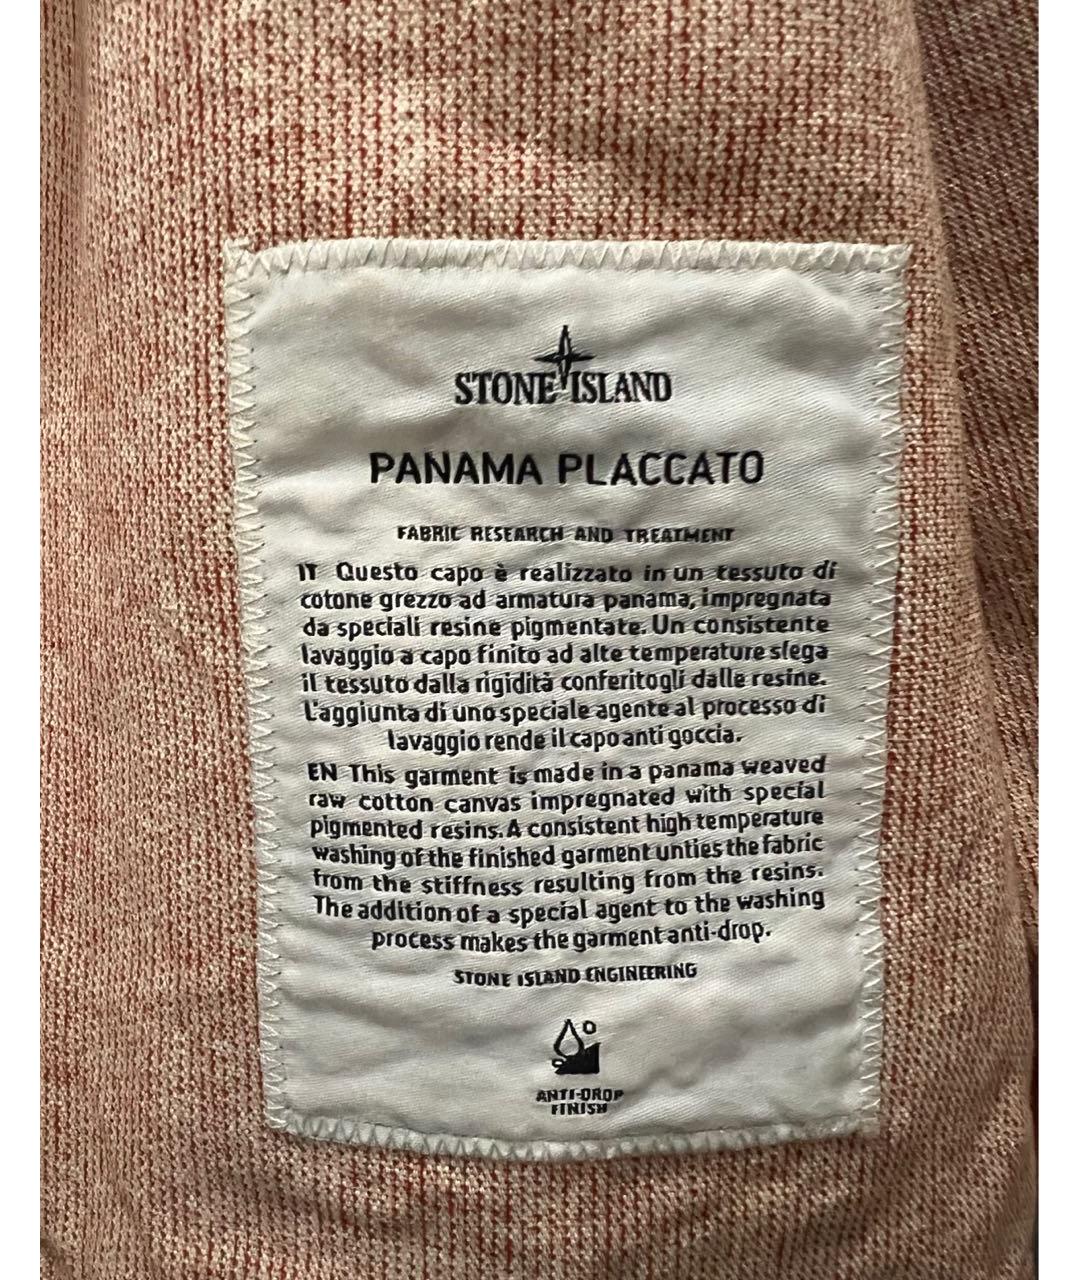 STONE ISLAND
PANAMA PLACCATO
FABRIC RESEARCH AND TREATMENT
IT Questo capo è realizzato in un tessuto di
cotone grezzo ad armatura panama, impregnata
da speciali resine pigmentate. Un consistente
lavaggio a capo finito ad alte temperature slega
il tessuto dalla rigidità conferitogli dalle resine.
L'aggiunta di uno speciale agente al processo di
lavaggio rende il capo anti goccia.
EN This garment is made in a panama weaved
raw cotton canvas impregnated with special
pigmented resins. A consistent high temperature
washing of the finished garment unties the fabric
from the stiffness resulting from the resins.
The addition of a special agent to the washing
process makes the garment anti-drop.
STONE ISLAND ENGINEERING
ANTI-DROP
FINISH